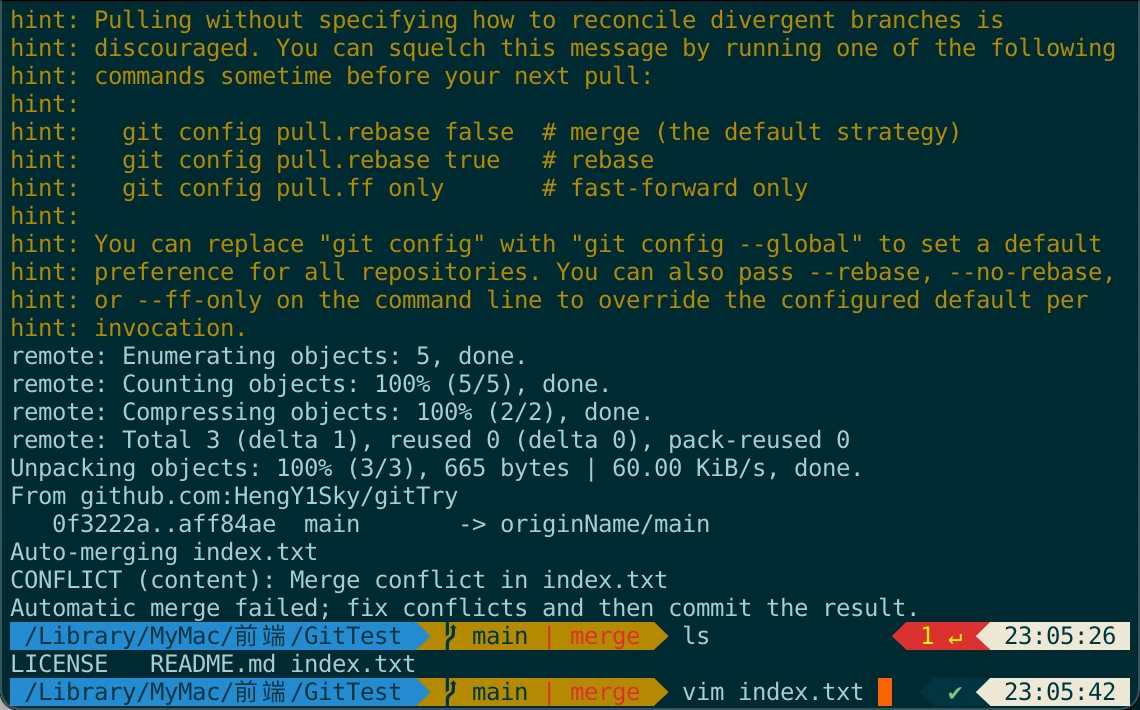 hint: Pulling without specifying how to reconcile divergent branches is
hint: discouraged. You can squelch this message by running one of the following
hint: commands sometime before your next pull:
hint:
hint:   git config pull.rebase false  # merge (the default strategy)
hint:   git config pull.rebase true   # rebase
hint:   git config pull.ff only       # fast-forward only
hint:
hint: You can replace "git config" with "git config --global" to set a default
hint: preference for all repositories. You can also pass --rebase, --no-rebase,
hint: or --ff-only on the command line to override the configured default per
hint: invocation.
remote: Enumerating objects: 5, done.
remote: Counting objects: 100% (5/5), done.
remote: Compressing objects: 100% (2/2), done.
remote: Total 3 (delta 1), reused 0 (delta 0), pack-reused 0
Unpacking objects: 100% (3/3), 665 bytes | 60.00 KiB/s, done.
From github.com:HengY1Sky/gitTry
   0f3222a..aff84ae  main       -> originName/main
Auto-merging index.txt
CONFLICT (content): Merge conflict in index.txt
Automatic merge failed; fix conflicts and then commit the result.
/Library/MyMac/前端/GitTest main | merge ls 1 ↵ 23:05:26
LICENSE   README.md index.txt
/Library/MyMac/前端/GitTest main | merge vim index.txt ✔ 23:05:42